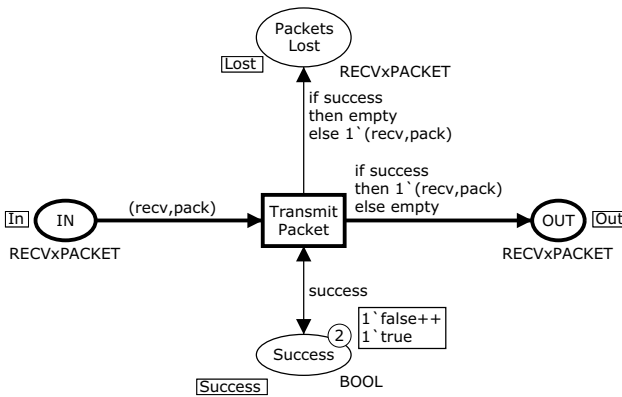 Packets
Lost
Lost
RECVxPACKET
if success
then empty
else 1`(recv,pack)
if success
then 1`(recv,pack)
else empty
(recv,pack)
In
IN
Transmit
Packet
OUT
Out
RECVxPACKET
RECVxPACKET
success
2
1`false++
1`true
Success
Success
BOOL